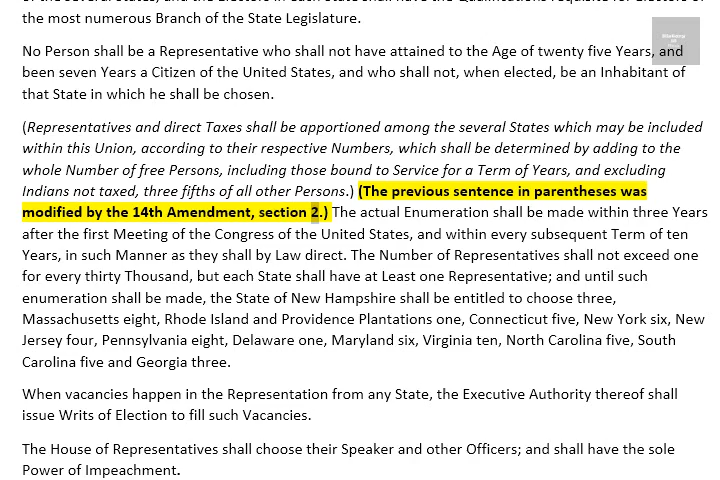 the most numerous Branch of the State Legislature.
No Person shall be a Representative who shall not have attained to the Age of twenty five Years, and
been seven Years a Citizen of the United States, and who shall not, when elected, be an Inhabitant of
that State in which he shall be chosen.
(Representatives and direct Taxes shall be apportioned among the several States which may be included
within this Union, according to their respective Numbers, which shall be determined by adding to the
whole Number of free Persons, including those bound to Service for a Term of Years, and excluding
Indians not taxed, three fifths of all other Persons.) (The previous sentence in parentheses was
modified by the 14th Amendment, section 2.) The actual Enumeration shall be made within three Years
after the first Meeting of the Congress of the United States, and within every subsequent Term of ten
Years, in such Manner as they shall by Law direct. The Number of Representatives shall not exceed one
for every thirty Thousand, but each State shall have at Least one Representative; and until such
enumeration shall be made, the State of New Hampshire shall be entitled to choose three,
Massachusetts eight, Rhode Island and Providence Plantations one, Connecticut five, New York six, New
Jersey four, Pennsylvania eight, Delaware one, Maryland six, Virginia ten, North Carolina five, South
Carolina five and Georgia three.
When vacancies happen in the Representation from any State, the Executive Authority thereof shall
issue Writs of Election to fill such Vacancies.
The House of Representatives shall choose their Speaker and other Officers; and shall have the sole
Power of Impeachment.